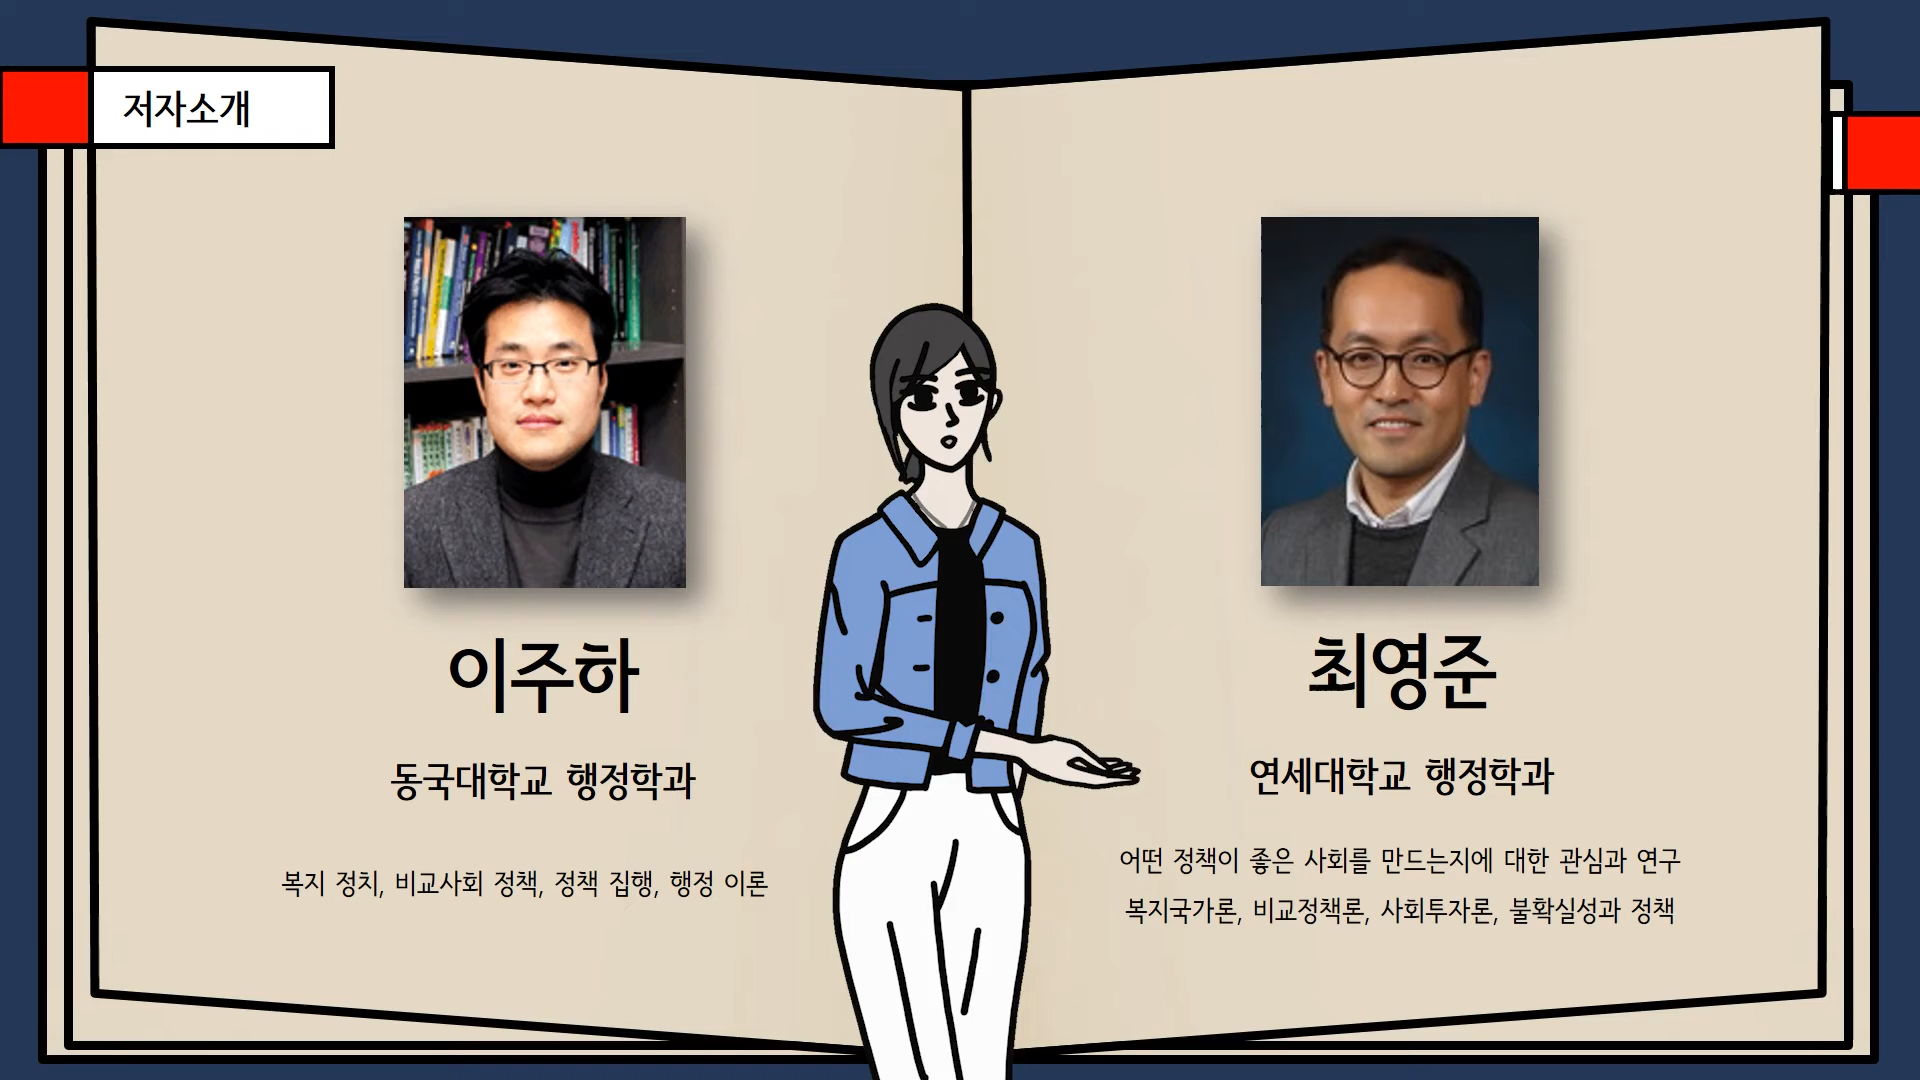 저자소개
이주하
동국대학교 행정학과
복지 정치, 비교사회 정책, 정책 집행, 행정 이론
최영준
연세대학교 행정학과
어떤 정책이 좋은 사회를 만드는지에 대한 관심과 연구
복지국가론, 비교정책론, 사회투자론, 불확실성과 정책